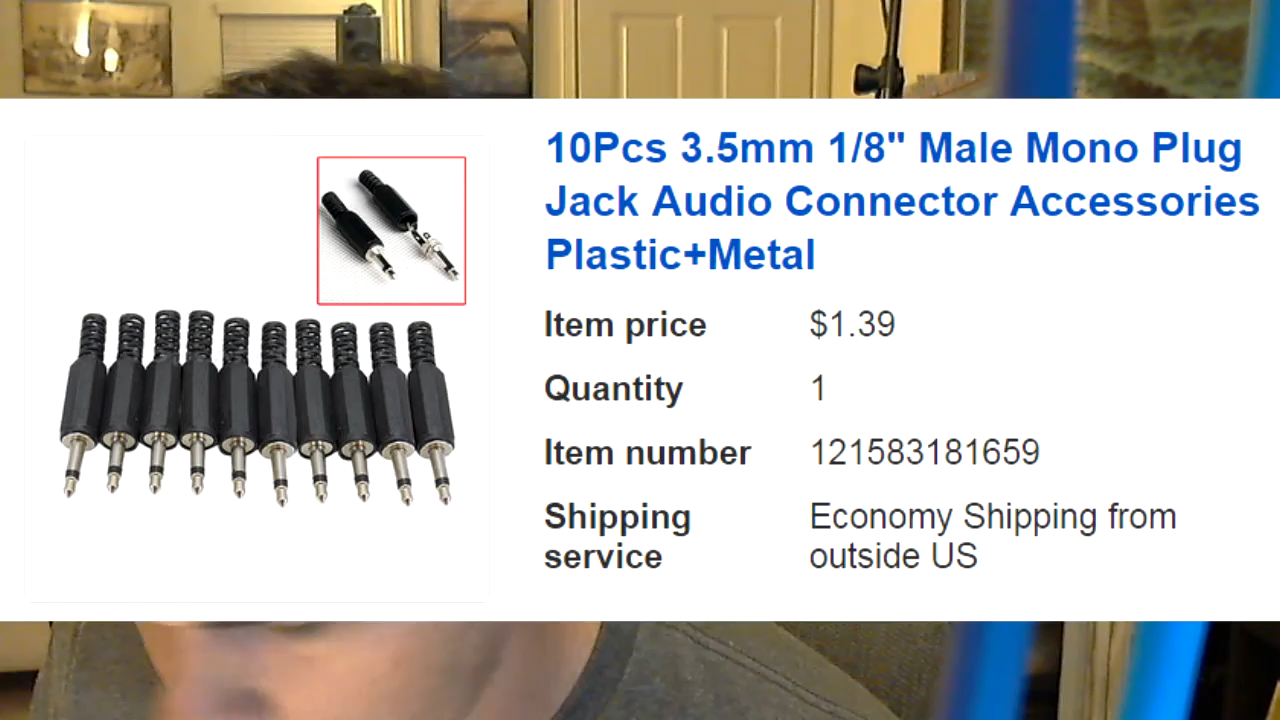 10Pcs 3.5mm 1/8" Male Mono Plug
Jack Audio Connector Accessories
Plastic+Metal
Item price $1.39
Quantity 1
Item number 121583181659
Shipping service Economy Shipping from outside US